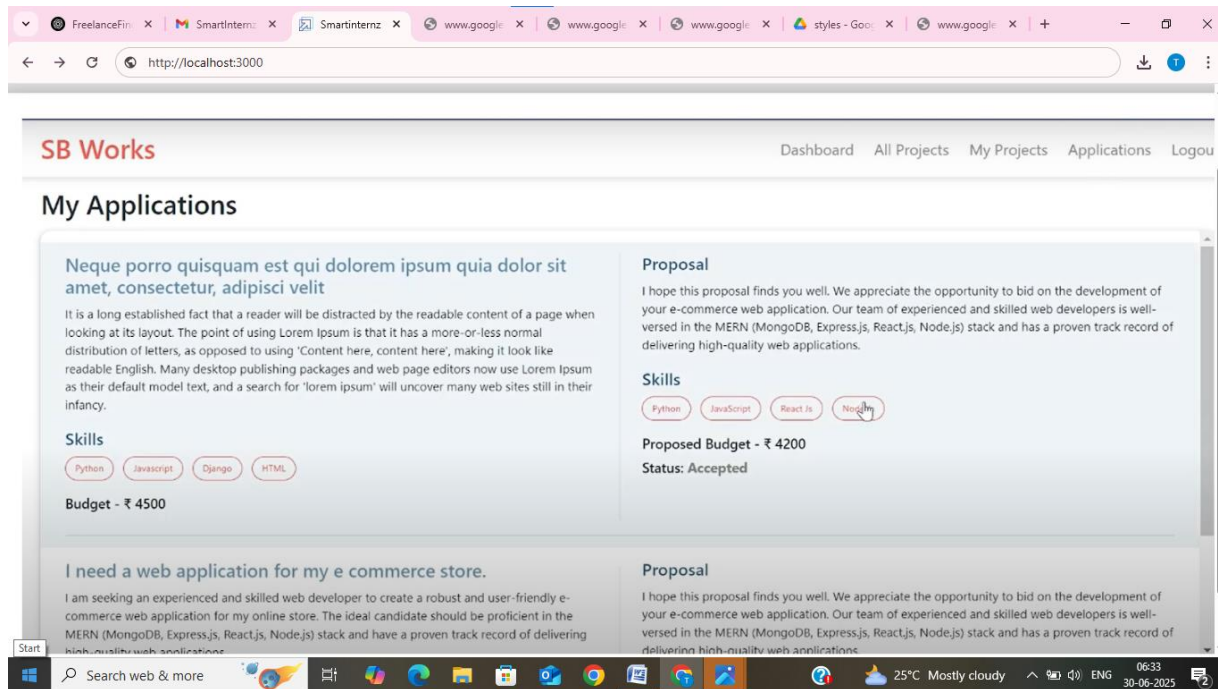 FreelanceFin
SmartInternz
Smartinternz
www.google
www.google
www.google
styles - Goo
www.google
http://localhost:3000
T
SB Works
Dashboard All Projects My Projects Applications Logou
My Applications
Neque porro quisquam est qui dolorem ipsum quia dolor sit
amet, consectetur, adipisci velit
It is a long established fact that a reader will be distracted by the readable content of a page when
looking at its layout. The point of using Lorem Ipsum is that it has a more-or-less normal
distribution of letters, as opposed to using 'Content here, content here', making it look like
readable English. Many desktop publishing packages and web page editors now use Lorem Ipsum
as their default model text, and a search for 'lorem ipsum' will uncover many web sites still in their
infancy.
Skills
Python Javascript Django HTML
Budget - ₹ 4500
Proposal
I hope this proposal finds you well. We appreciate the opportunity to bid on the development of
your e-commerce web application. Our team of experienced and skilled web developers is well-
versed in the MERN (MongoDB, Express.js, React.js, Node.js) stack and has a proven track record of
delivering high-quality web applications.
Skills
Python JavaScript React Js
Proposed Budget - ₹ 4200
Status: Accepted
I need a web application for my e commerce store.
I am seeking an experienced and skilled web developer to create a robust and user-friendly e-
commerce web application for my online store. The ideal candidate should be proficient in the
MERN (MongoDB, Express.js, React.js, Node.js) stack and have a proven track record of delivering
high-quality web applications
Proposal
I hope this proposal finds you well. We appreciate the opportunity to bid on the development of
your e-commerce web application. Our team of experienced and skilled web developers is well-
versed in the MERN (MongoDB, Express.js, React.js, Node.js) stack and has a proven track record of
delivering high-quality web applications
Start
Search web & more
25°C Mostly cloudy
ENG
06:33
30-06-2025
2